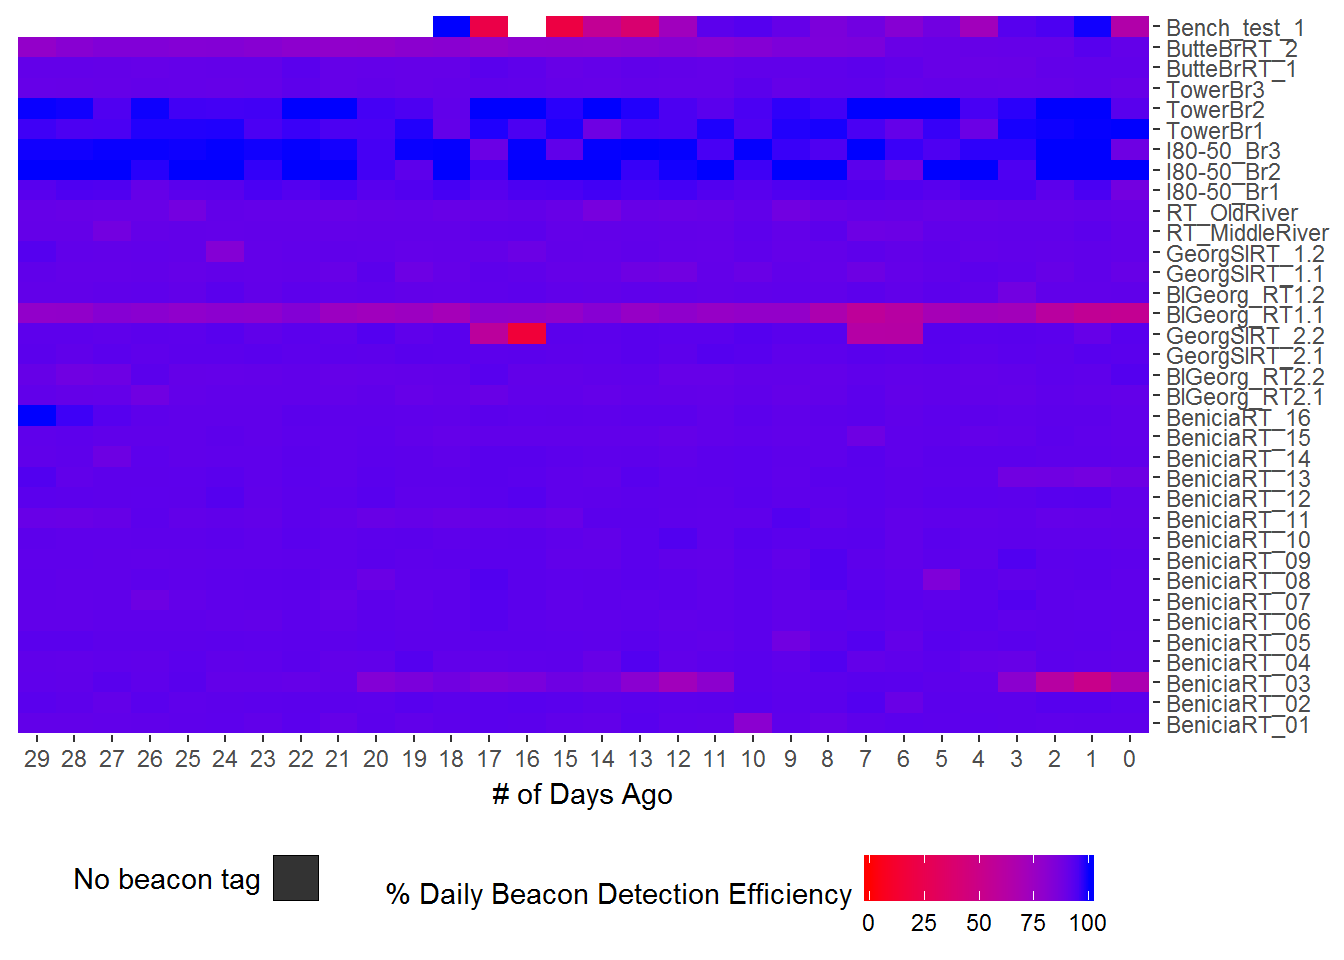 Bench_test_1
ButteBrRT_2
ButteBrRT_1
TowerBr3
TowerBr2
TowerBr1
I80-50_Br3
I80-50_Br2
I80-50_Br1
RT_OldRiver
RT_MiddleRiver
GeorgSlRT_1.2
GeorgSlRT_1.1
BlGeorg_RT1.2
BlGeorg_RT1.1
GeorgSlRT_2.2
GeorgSlRT_2.1
BlGeorg_RT2.2
BlGeorg_RT2.1
BeniciaRT_16
BeniciaRT_15
BeniciaRT_14
BeniciaRT_13
BeniciaRT_12
BeniciaRT_11
BeniciaRT_10
BeniciaRT_09
BeniciaRT_08
BeniciaRT_07
BeniciaRT_06
BeniciaRT_05
BeniciaRT_04
BeniciaRT_03
BeniciaRT_02
BeniciaRT_01
29 28 27 26 25 24 23 22 21 20 19 18 17 16 15 14 13 12 11 10 9 8 7 6 5 4 3 2 1 0
# of Days Ago
No beacon tag
% Daily Beacon Detection Efficiency
0 25 50 75 100